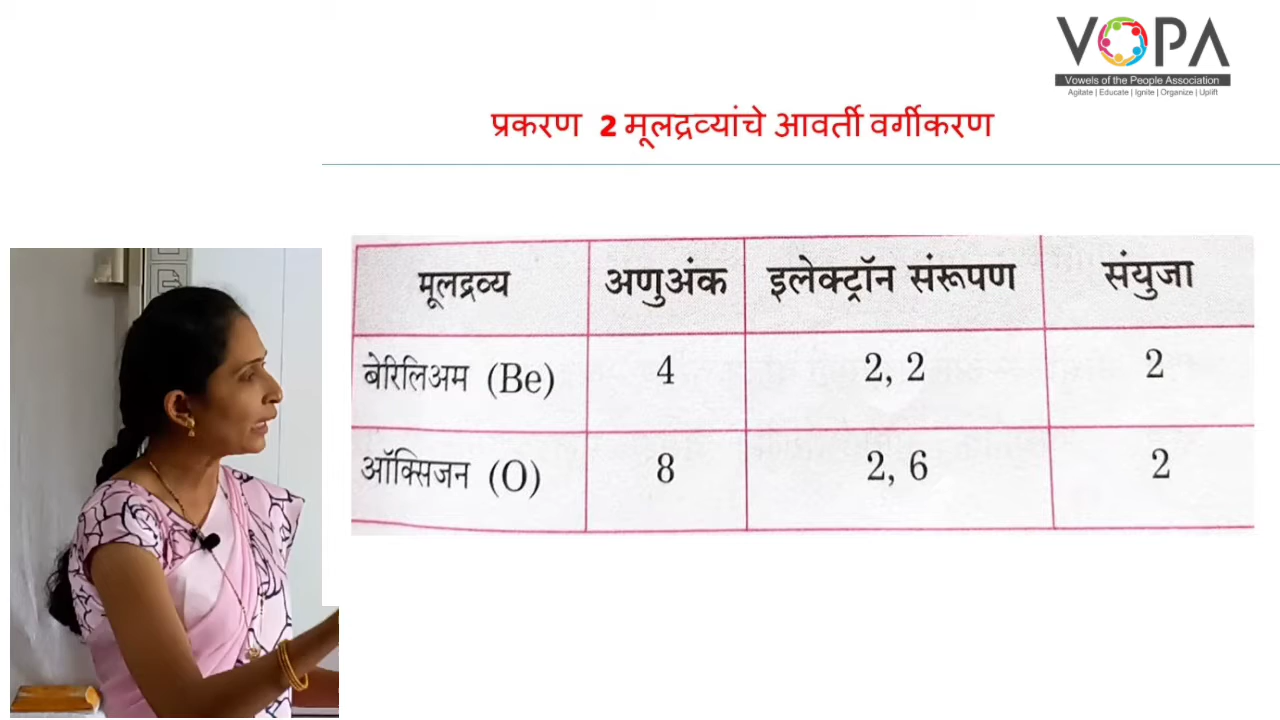 VOPA
Vowels of the People Association
Agitate | Educate | Ignite | Organize | Uplift
प्रकरण 2 मूलद्रव्यांचे आवर्ती वर्गीकरण
मूलद्रव्य अणुअंक इलेक्ट्रॉन संरूपण संयुजा
बेरिलिअम (Be) 4 2, 2 2
ऑक्सिजन (O) 8 2, 6 2